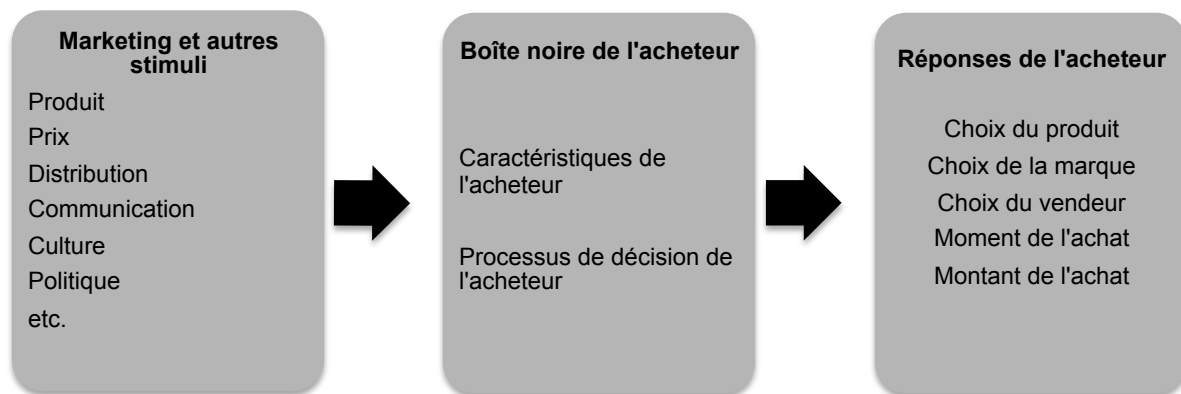 Marketing et autres
stimuli
Produit
Prix
Distribution
Communication
Culture
Politique
etc.
Boîte noire de l'acheteur
Caractéristiques de
l'acheteur
Processus de décision de
l'acheteur
Réponses de l'acheteur
Choix du produit
Choix de la marque
Choix du vendeur
Moment de l'achat
Montant de l'achat